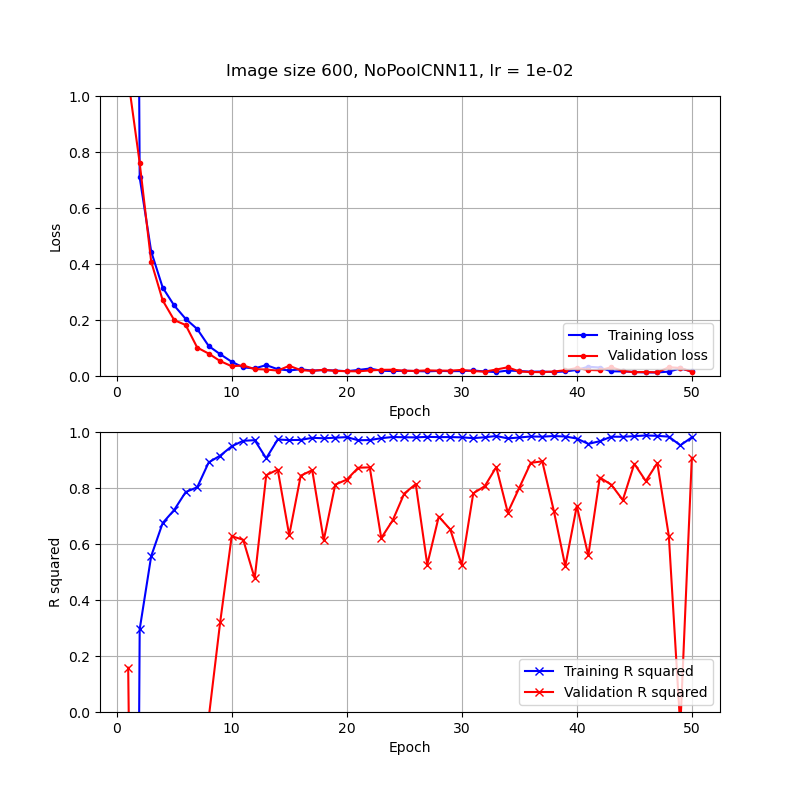 Image size 600, NoPoolCNN11, lr = 1e-02
1.0
0.8
0.6
0.4
0.2
0.0
Loss
0 10 20 30 40 50
Epoch
Training loss
Validation loss
1.0
0.8
0.6
0.4
0.2
0.0
R squared
0 10 20 30 40 50
Epoch
Training R squared
Validation R squared